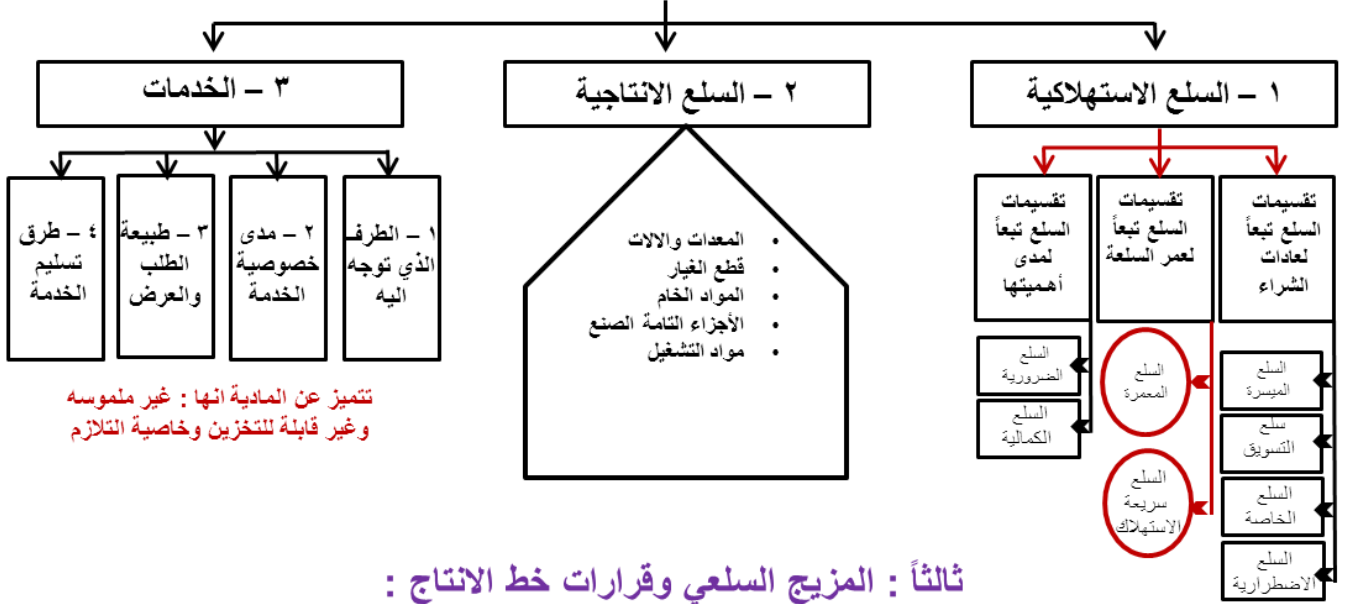 ١ – السلع الاستهلاكية
٢ – السلع الانتاجية
٣ – الخدمات
تقسيمات
السلع تبعاً
لعادات
الشراء
تقسيمات
السلع تبعاً
لعمر السلعة
تقسيمات
السلع تبعاً
لمدى
أهميتها
السلع
الميسرة
سلع
التسويق
السلع
الخاصة
السلع
الاضطرارية
السلع
المعمرة
السلع
سريعة
الاستهلاك
السلع
الضرورية
السلع
الكمالية
• المعدات والالات
• قطع الغيار
• المواد الخام
• الأجزاء التامة الصنع
• مواد التشغيل
١ – الطرف
الذي توجه
اليه
٢ – مدى
خصوصية
الخدمة
٣ – طبيعة
الطلب
والعرض
٤ – طرق
تسليم
الخدمة
تتميز عن المادية انها : غير ملموسه
وغير قابلة للتخزين وخاصية التلازم
ثالثاً : المزيج السلعي وقرارات خط الانتاج :